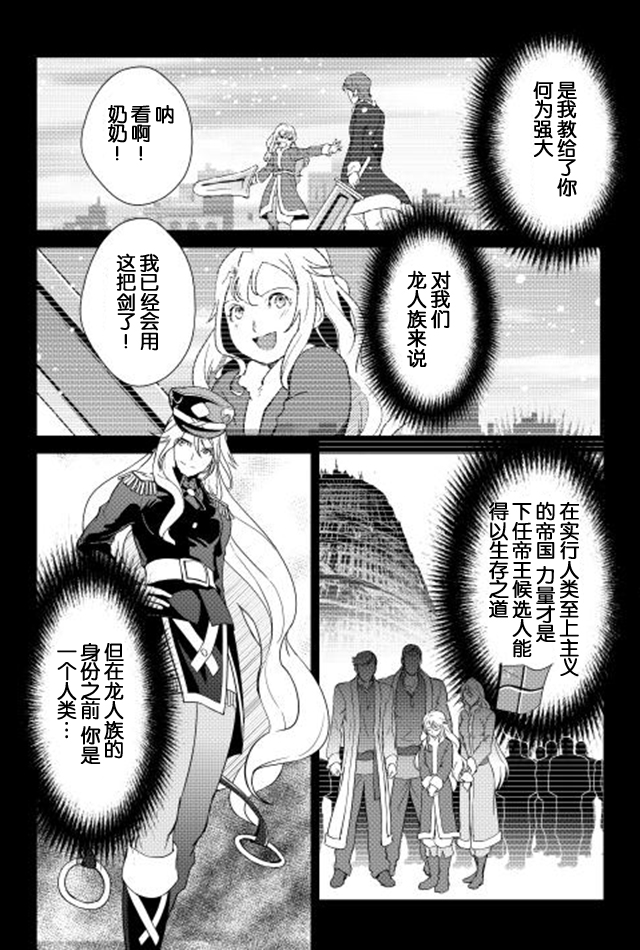 是我教给了你
何为强大
呐
看啊！
奶奶！
对我们
龙人族来说
我已经会用
这把剑了！
在实行人类至上主义
的帝国 力量才是
下任帝王候选人能
得以生存之道
但在龙人族的
身份之前 你是
一个人类…